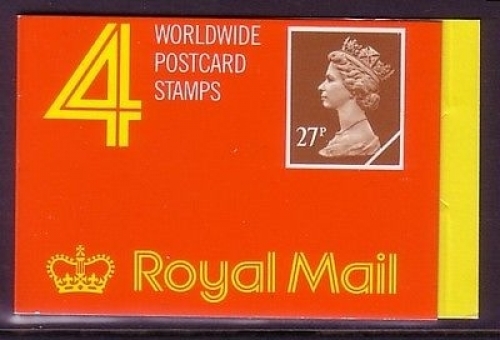 4
WORLDWIDE
POSTCARD
STAMPS
27P
Royal Mail